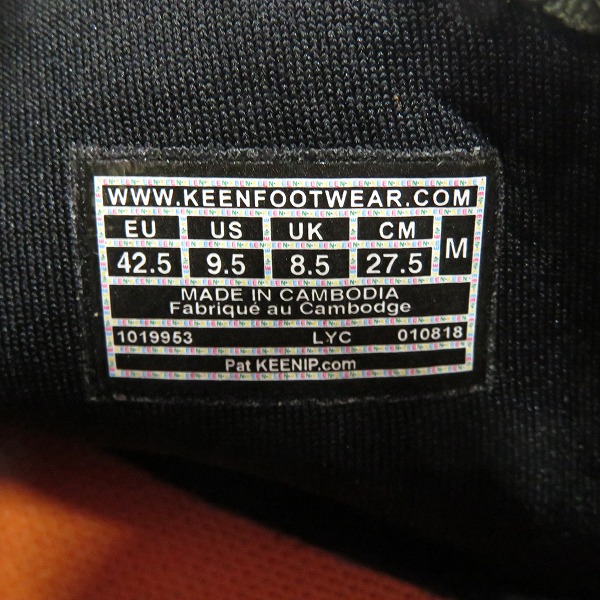 WWW.KEENFOOTWEAR.COM
EU US UK CM M
42.5 9.5 8.5 27.5
MADE IN CAMBODIA
Fabriqué au Cambodge
1019953 LYC 010818
Pat KEENIP.com